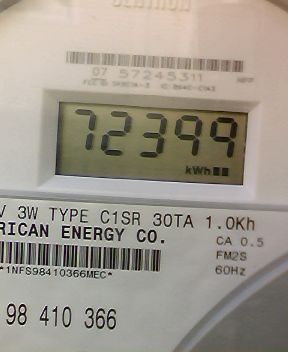 07 57245311
72399
kWh
V 3W TYPE C1SR 30TA 1.0Kh
RICAN ENERGY CO.
CA 0.5
FM2S
*1NFS98410366MEC*
60Hz
98 410 366